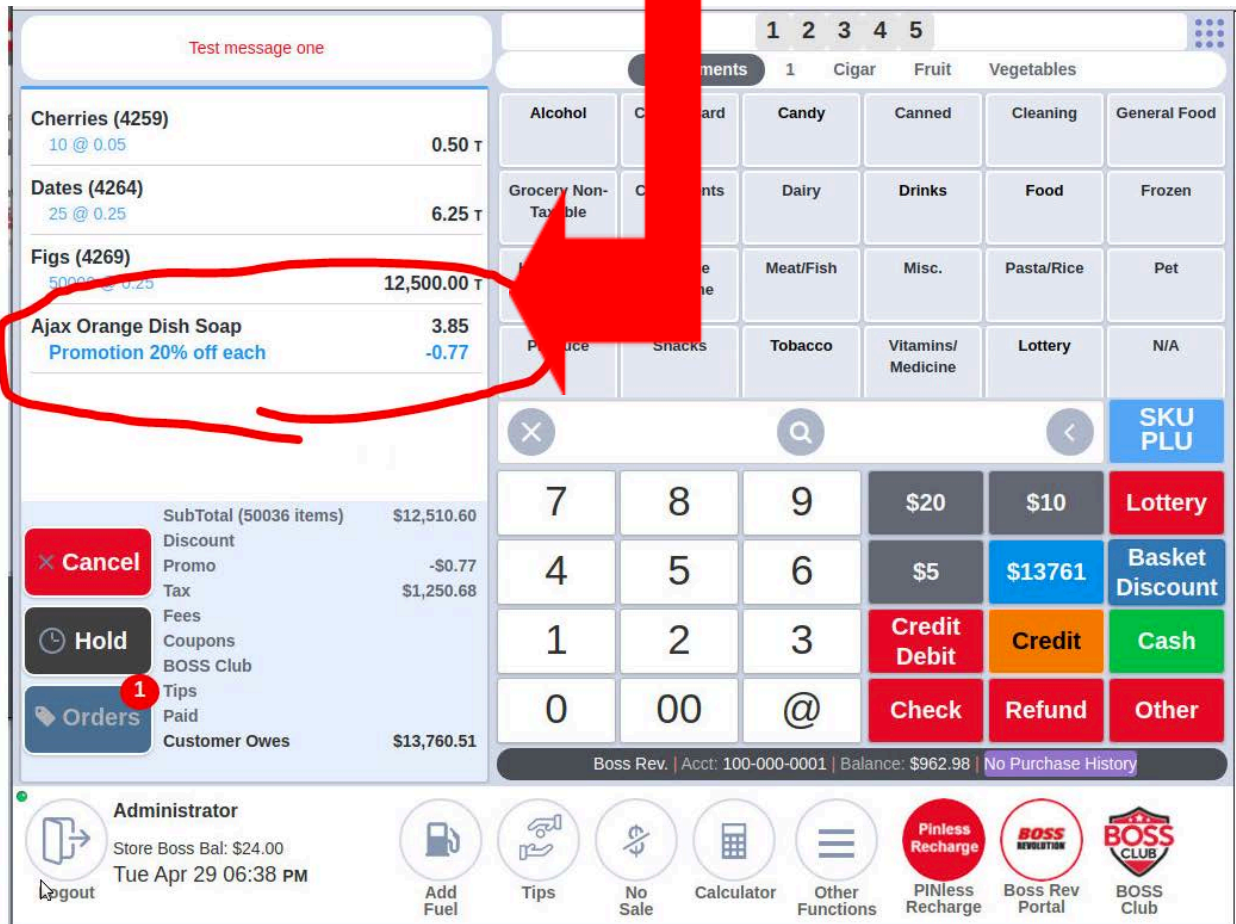 Test message one
1 2 3 4 5
1 Cigar Fruit Vegetables
Cherries (4259)
10 @ 0.05 0.50 T
Dates (4264)
25 @ 0.25 6.25 T
Figs (4269)
12,500.00 T
Ajax Orange Dish Soap 3.85
Promotion 20% off each -0.77
Alcohol Candy Canned Cleaning General Food
Grocery Non- Dairy Drinks Food Frozen
Meat/Fish Misc. Pasta/Rice Pet
Snacks Tobacco Vitamins/ Lottery N/A
Medicine
SKU
PLU
7 8 9 $20 $10 Lottery
4 5 6 $5 $13761 Basket
Discount
1 2 3 Credit
Debit Credit Cash
0 00 @ Check Refund Other
SubTotal (50036 items) $12,510.60
Discount
Promo -$0.77
Tax $1,250.68
Fees
Coupons
BOSS Club
Tips
Paid
Customer Owes $13,760.51
Cancel
Hold
1
Orders
Boss Rev. | Acct: 100-000-0001 | Balance: $962.98 | No Purchase History
Administrator
Store Boss Bal: $24.00
Tue Apr 29 06:38 PM
Logout
Add
Fuel
Tips
No
Sale
Calculator
Other
Functions
Pinless
Recharge
PINless
Recharge
BOSS
REVOLUTION
Boss Rev
Portal
BOSS
CLUB
BOSS
Club